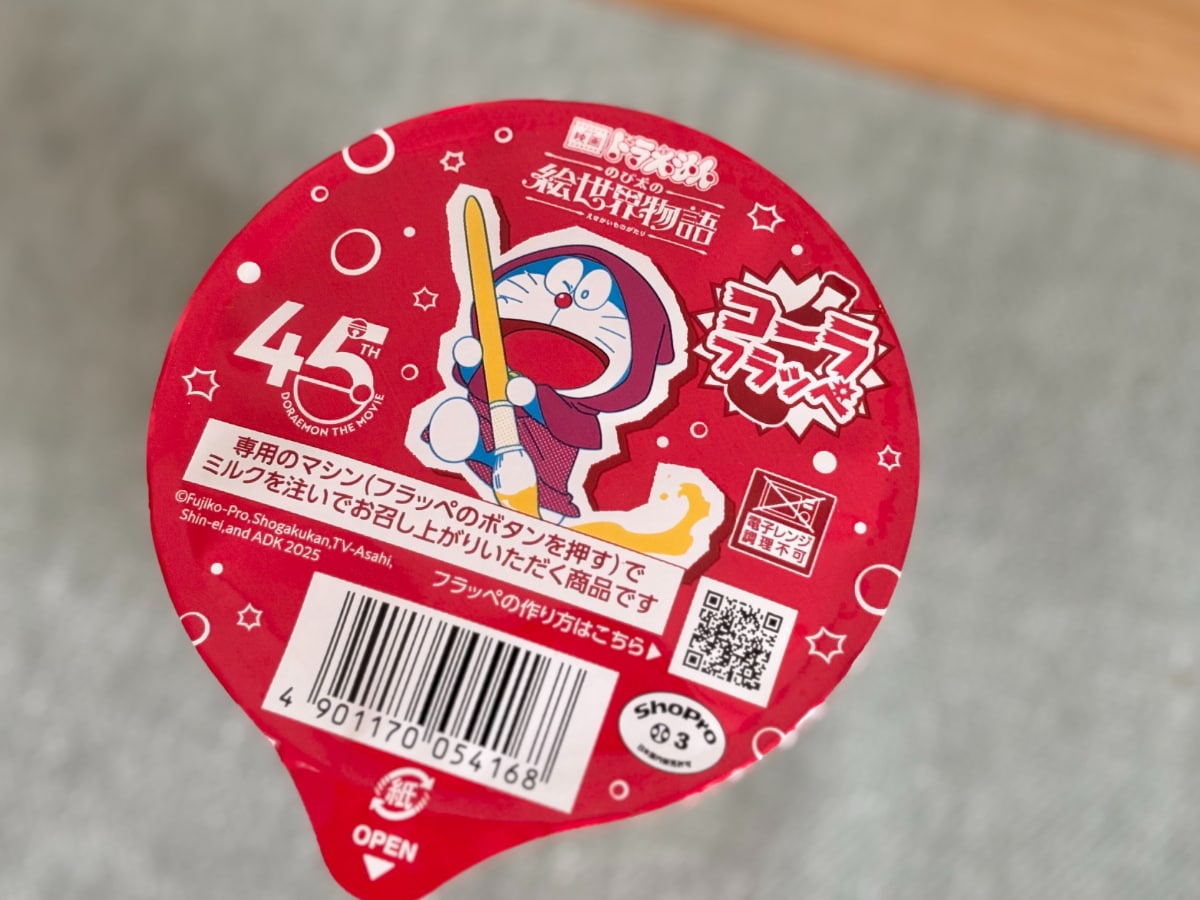 映画 ドラえもん
のび太の
絵世界物語
えせかいものがたり
コーラ
フラッペ
45TH
DORAEMON THE MOVIE
専用のマシン(フラッペのボタンを押す)で
ミルクを注いでお召し上がりいただく商品です
©Fujiko-Pro,Shogakukan,TV-Asahi,
Shin-ei,and ADK 2025
電子レンジ
調理不可
フラッペの作り方はこちら▶
4 901170 054168
ShoPro
3
紙
OPEN